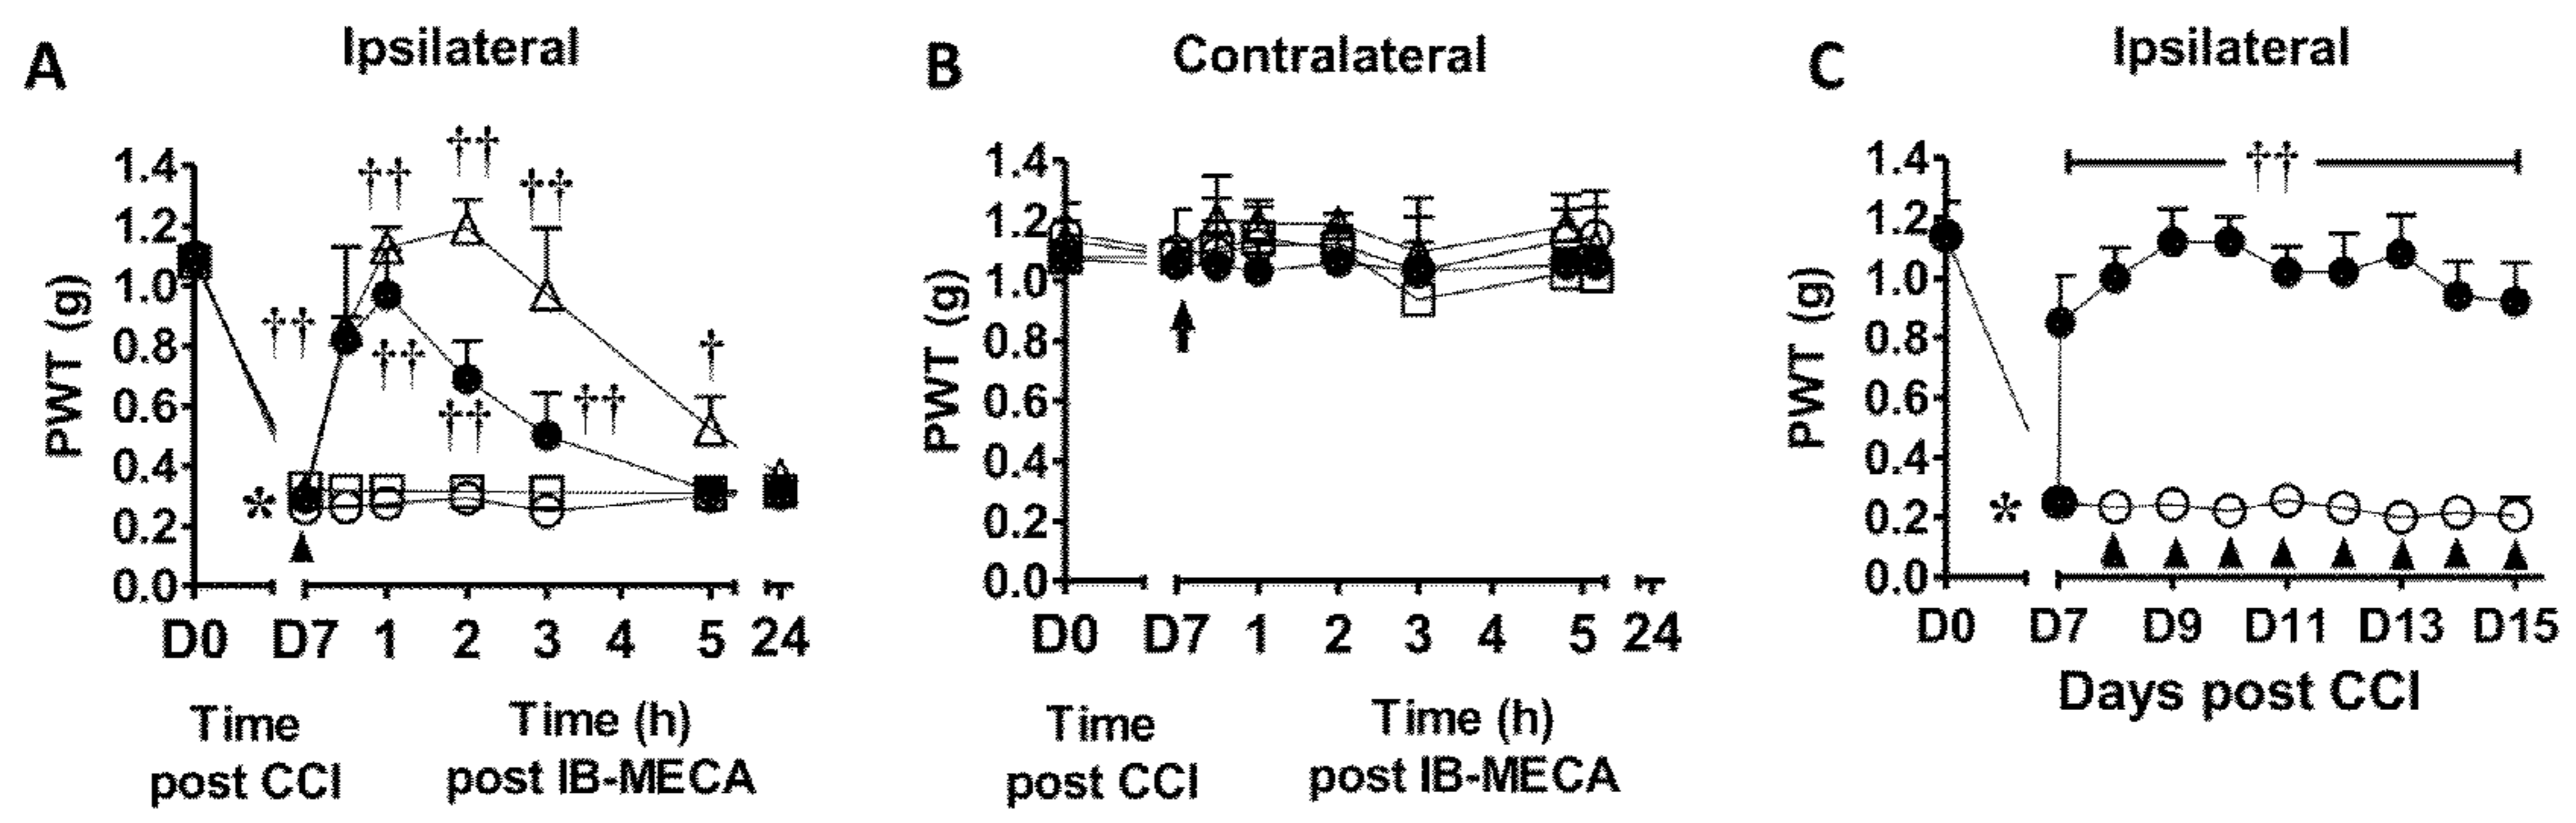 A
Ipsilateral
††
††
††
1.4
1.2
1.0
0.8
0.6
0.4
0.2
0.0
PWT (g)
††
††
††
††
†
*
D0 D7 1 2 3 4 5 24
Time
post CCI
Time (h)
post IB-MECA
B
Contralateral
1.4
1.2
1.0
0.8
0.6
0.4
0.2
0.0
PWT (g)
D0 D7 1 2 3 4 5 24
Time
post CCI
Time (h)
post IB-MECA
C
Ipsilateral
††
1.4
1.2
1.0
0.8
0.6
0.4
0.2
0.0
PWT (g)
*
D0 D7 D9 D11 D13 D15
Days post CCI